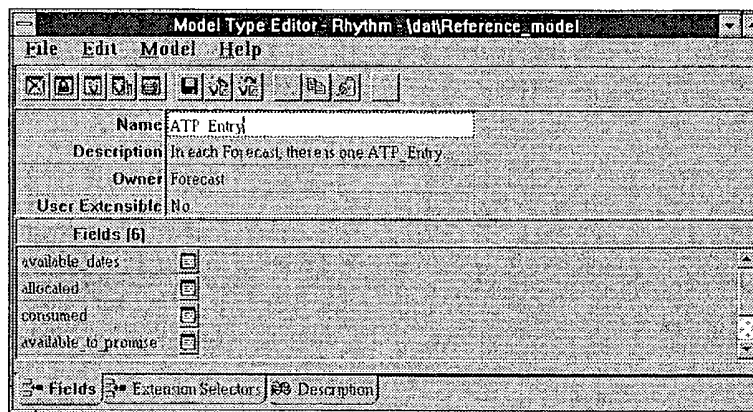 Model Type Editor - Rhythm - \dat\Reference_model
File Edit Model Help
Name ATP_Entry
Description In each Forecast, there is one ATP_Entry...
Owner Forecast
User Extensible No
Fields (6)
available_dates
allocated
consumed
available_to_promise
Fields Extension Selectors Description